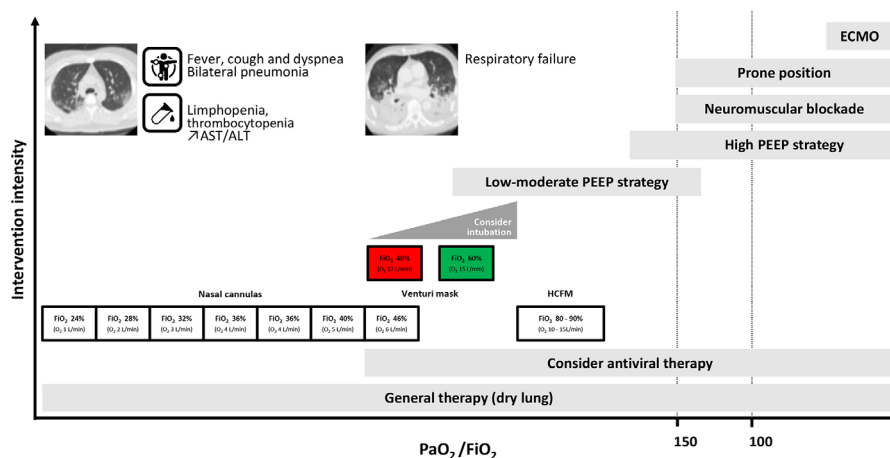 ECMO
Fever, cough and dyspnea
Bilateral pneumonia
Respiratory failure
Prone position
Limphopenia,
thrombocytopenia
↗AST/ALT
Neuromuscular blockade
High PEEP strategy
Low-moderate PEEP strategy
Intervention intensity
Consider
intubation
FiO₂ 40%
(O₂ 12 L/min)
FiO₂ 60%
(O₂ 15 L/min)
Nasal cannulas
Venturi mask
HCFM
FiO₂ 24%
(O₂ 1 L/min)
FiO₂ 28%
(O₂ 2 L/min)
FiO₂ 32%
(O₂ 3 L/min)
FiO₂ 36%
(O₂ 4 L/min)
FiO₂ 36%
(O₂ 4 L/min)
FiO₂ 40%
(O₂ 5 L/min)
FiO₂ 46%
(O₂ 6 L/min)
FiO₂ 80 - 90%
(O₂ 10 - 15L/min)
Consider antiviral therapy
General therapy (dry lung)
150
100
PaO₂/FiO₂